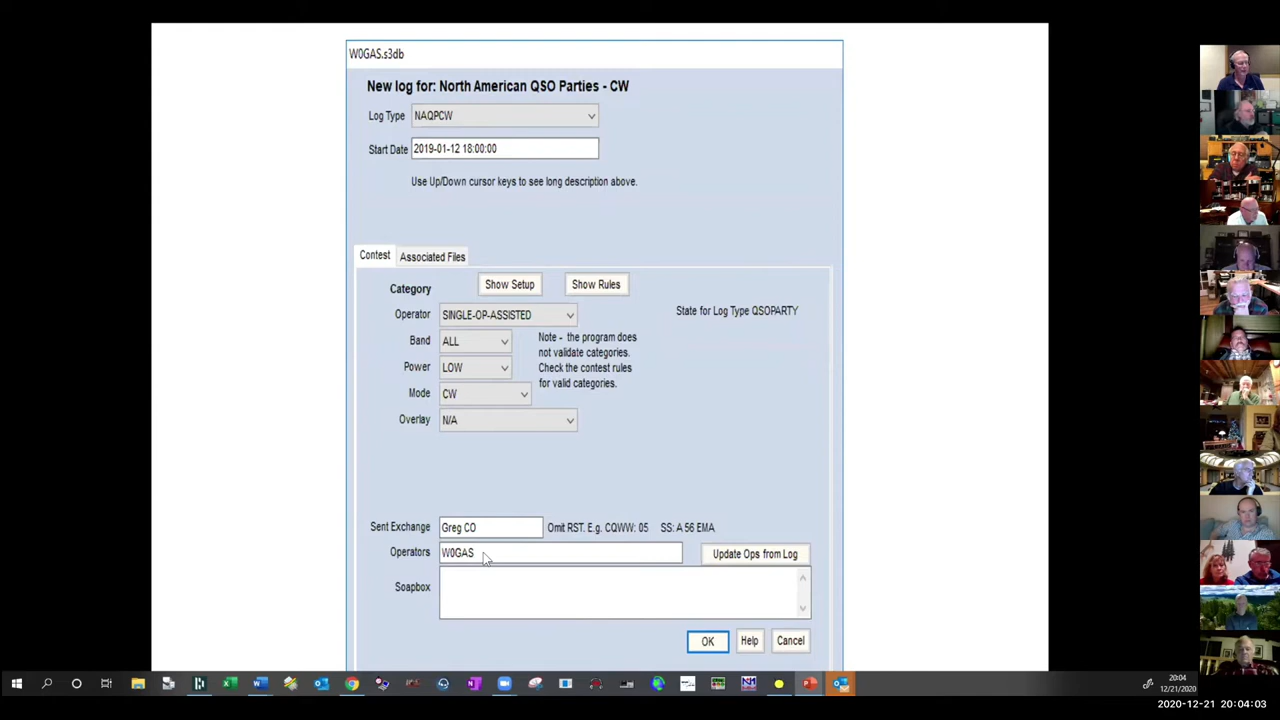 W0GAS.s3db
New log for: North American QSO Parties - CW
Log Type NAQPCW
Start Date 2019-01-12 18:00:00
Use Up/Down cursor keys to see long description above.
Contest Associated Files
Category Show Setup Show Rules
Operator SINGLE-OP-ASSISTED State for Log Type QSOPARTY
Band ALL
Note - the program does
not validate categories.
Check the contest rules
for valid categories.
Power LOW
Mode CW
Overlay N/A
Sent Exchange Greg CO Omit RST. E.g. CQWW: 05 SS: A 56 EMA
Operators W0GAS Update Ops from Log
Soapbox
OK Help Cancel
20:04
12/21/2020
2020-12-21 20:04:03